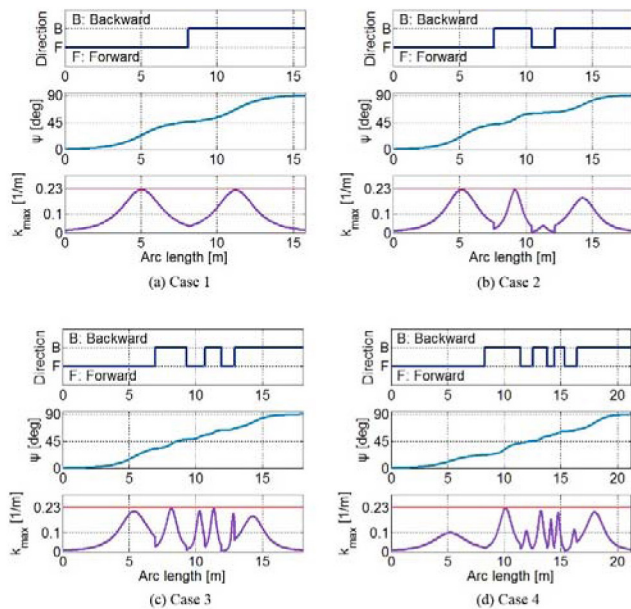 Direction
B
F
B: Backward
F: Forward
0 5 10 15
ψ [deg]
90
45
0
0 5 10 15
k_max [1/m]
0.23
0.1
0
0 5 10 15
Arc length [m]
(a) Case 1
Direction
B
F
B: Backward
F: Forward
0 5 10 15
ψ [deg]
90
45
0
0 5 10 15
k_max [1/m]
0.23
0.1
0
0 5 10 15
Arc length [m]
(b) Case 2
Direction
B
F
B: Backward
F: Forward
0 5 10 15
ψ [deg]
90
45
0
0 5 10 15
k_max [1/m]
0.23
0.1
0
0 5 10 15
Arc length [m]
(c) Case 3
Direction
B
F
B: Backward
F: Forward
0 5 10 15 20
ψ [deg]
90
45
0
0 5 10 15 20
k_max [1/m]
0.23
0.1
0
0 5 10 15 20
Arc length [m]
(d) Case 4